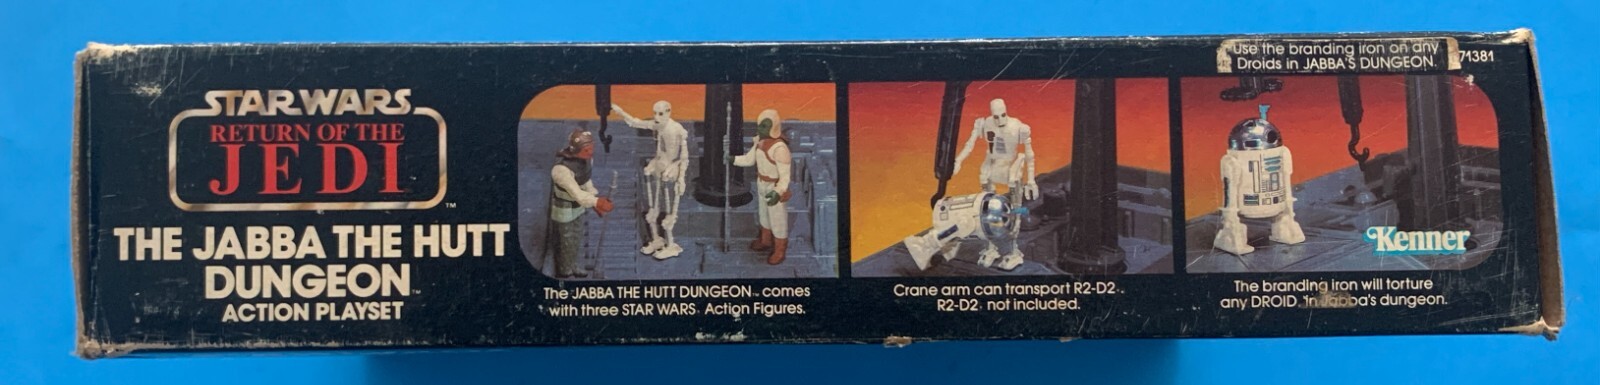 STAR WARS
RETURN OF THE
JEDI
TM
THE JABBA THE HUTT
DUNGEON TM
ACTION PLAYSET
The JABBA THE HUTT DUNGEON TM comes
with three STAR WARS Action Figures.
Crane arm can transport R2-D2.
R2-D2 not included.
Use the branding iron on any
Droids in JABBA'S DUNGEON.
71381
Kenner
The branding iron will torture
any DROID in Jabba's dungeon.